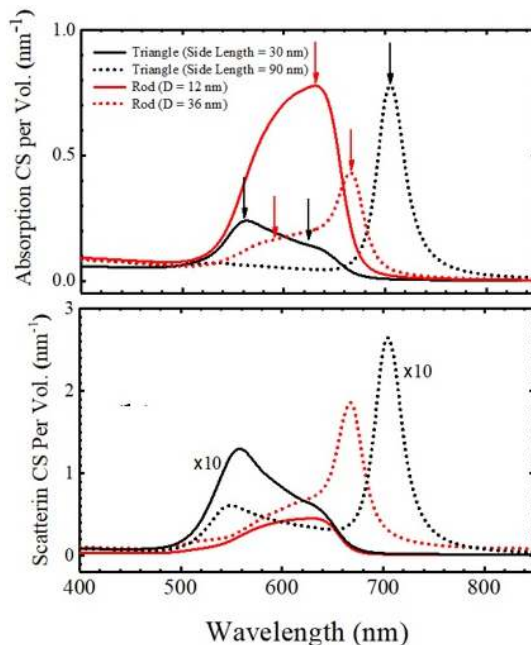 1.0
0.5
0.0
Absorption CS per Vol. (nm⁻¹)
Triangle (Side Length = 30 nm)
Triangle (Side Length = 90 nm)
Rod (D = 12 nm)
Rod (D = 36 nm)
3
2
1
0
Scatterin CS Per Vol. (nm⁻¹)
x10
x10
400 500 600 700 800
Wavelength (nm)